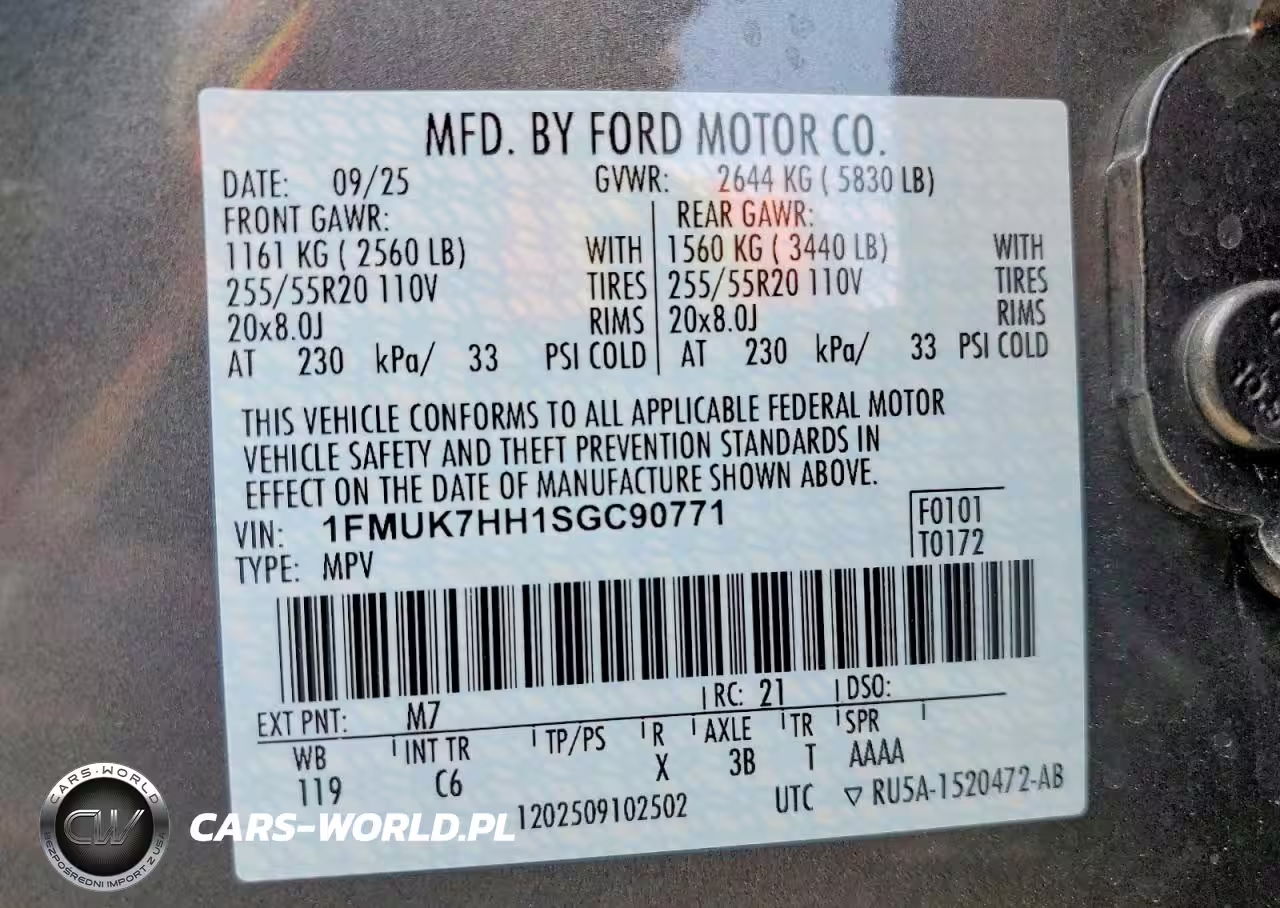 MFD. BY FORD MOTOR CO.
DATE: 09/25 GVWR: 2644 KG ( 5830 LB)
FRONT GAWR: REAR GAWR:
1161 KG ( 2560 LB) WITH 1560 KG ( 3440 LB) WITH
255/55R20 110V TIRES 255/55R20 110V TIRES
20x8.0J RIMS 20x8.0J RIMS
AT 230 kPa/ 33 PSI COLD AT 230 kPa/ 33 PSI COLD
THIS VEHICLE CONFORMS TO ALL APPLICABLE FEDERAL MOTOR
VEHICLE SAFETY AND THEFT PREVENTION STANDARDS IN
EFFECT ON THE DATE OF MANUFACTURE SHOWN ABOVE.
VIN: 1FMUK7HH1SGC90771 F0101
TYPE: MPV T0172
EXT PNT: M7 RC: 21 DSO:
WB INT TR TP/PS R AXLE TR SPR
119 C6 X 3B T AAAA
1202509102502 UTC ▽ RU5A-1520472-AB
CARS-WORLD
CW
BEZPOŚREDNI IMPORT Z USA
CARS-WORLD.PL